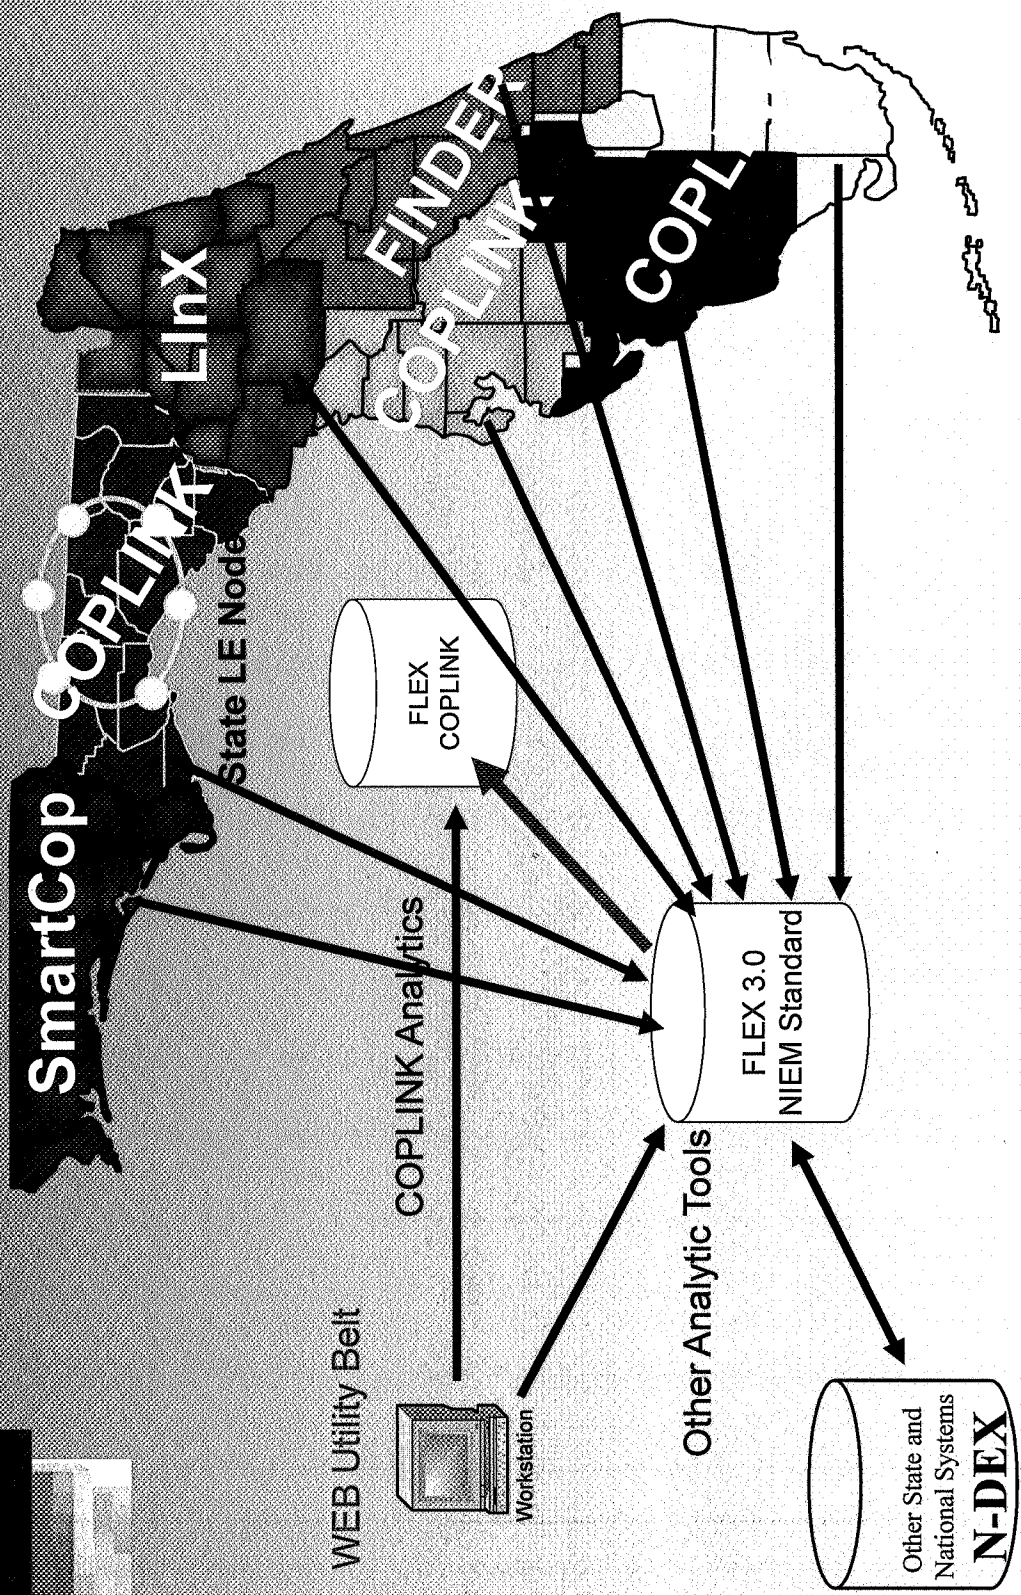 SmartCop
COPLINK
LInX
State LE Node
WEB Utility Belt
COPLINK Analytics
FLEX
COPLINK
FINDER
COPLINK
Workstation
COPL
Other Analytic Tools
FLEX 3.0
NIEM Standard
Other State and
National Systems
N-DEX